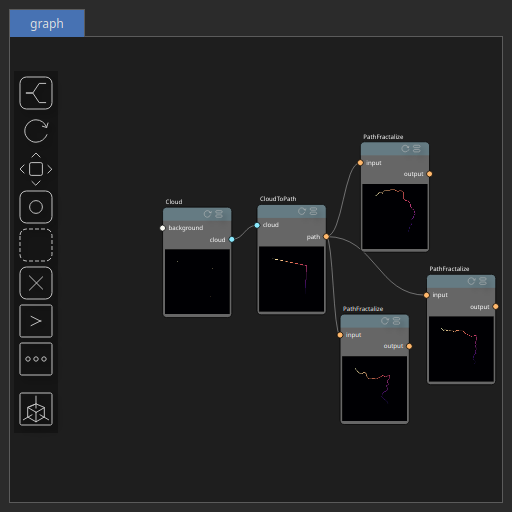 graph
PathFractalize
input
output
Cloud
background
cloud
CloudToPath
cloud
path
PathFractalize
input
output
PathFractalize
input
output